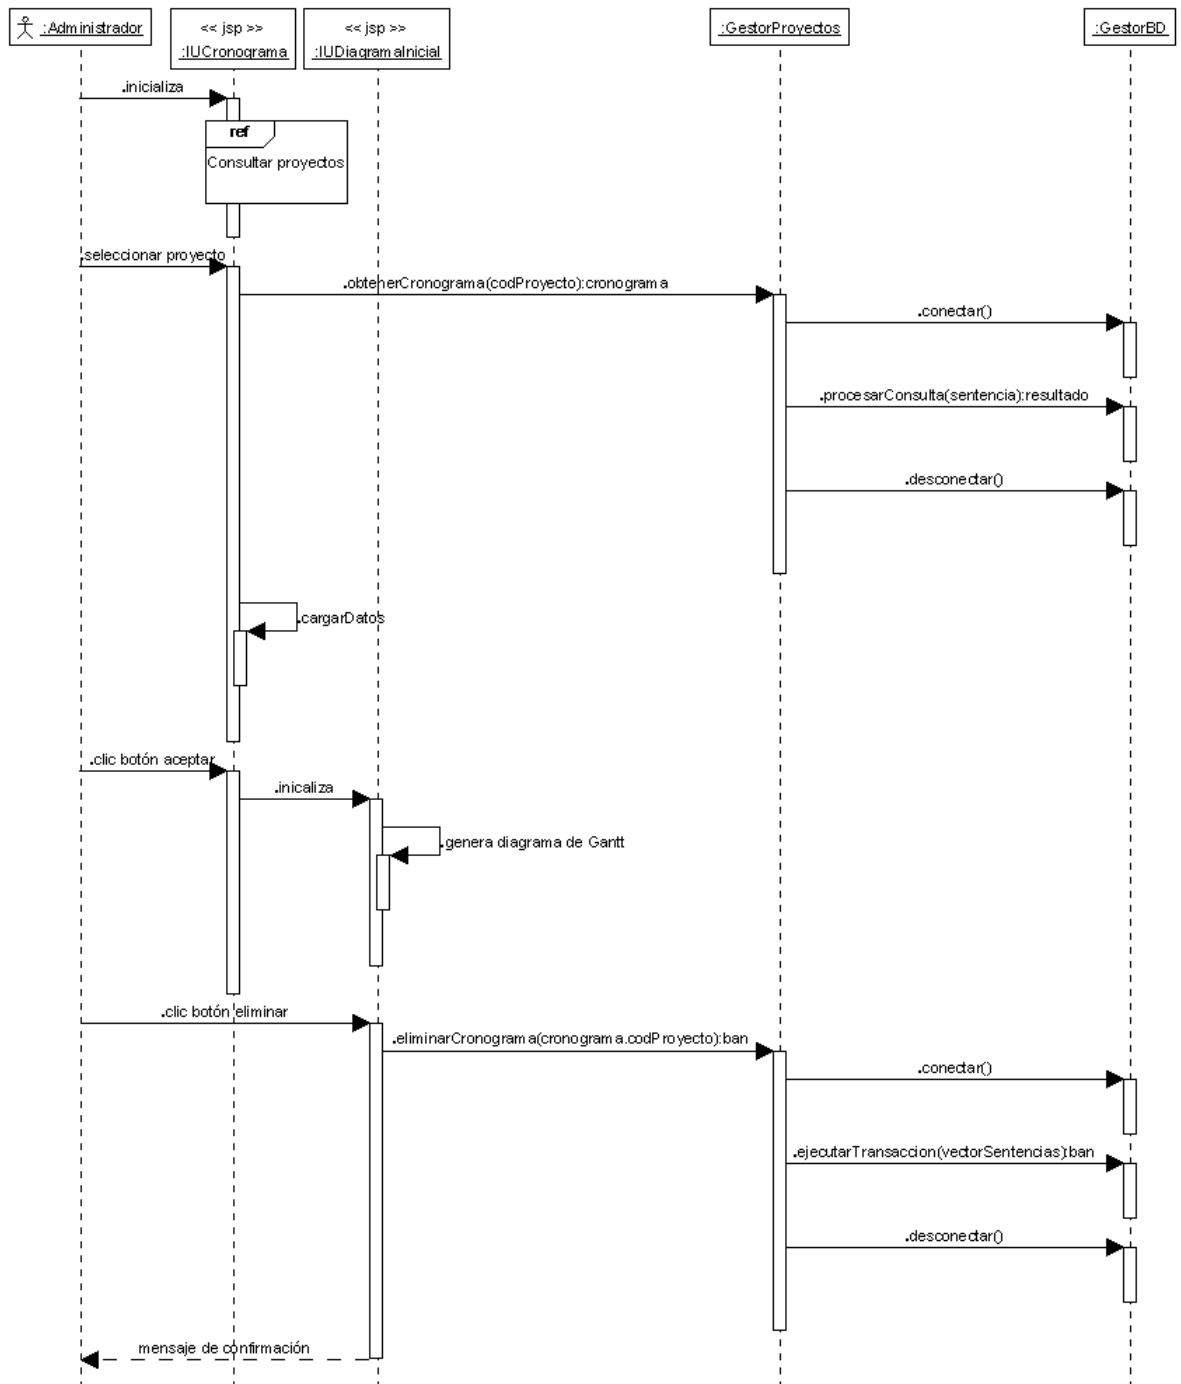 :Administrador
<< jsp >>
:IUCronograma
<< jsp >>
:IUDiagramaInicial
:GestorProyectos
:GestorBD
.inicializa
ref
Consultar proyectos
.seleccionar proyecto
.obtenerCronograma(codProyecto):cronograma
.conectar()
.procesarConsulta(sentencia):resultado
.desconectar()
.cargarDatos
.clic botón aceptar
.inicaliza
.genera diagrama de Gantt
.clic botón eliminar
.eliminarCronograma(cronograma.codProyecto):ban
.conectar()
.ejecutarTransaccion(vectorSentencias):ban
.desconectar()
mensaje de confirmación